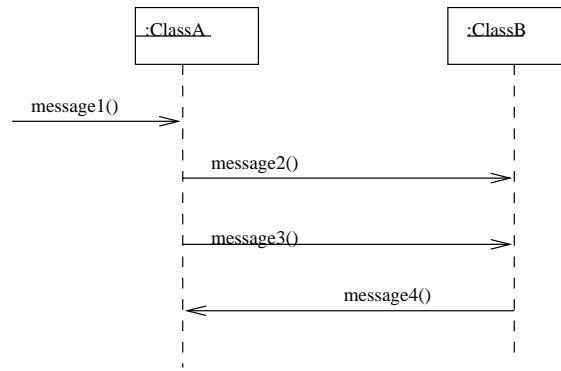 :ClassA
:ClassB
message1()
message2()
message3()
message4()